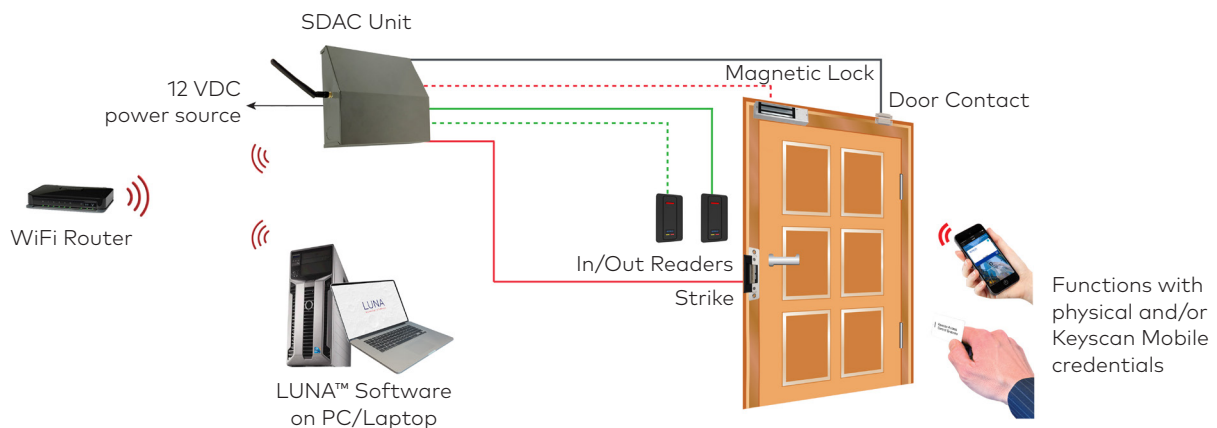 SDAC Unit
12 VDC
power source
Magnetic Lock
Door Contact
WiFi Router
In/Out Readers
Strike
LUNA
LUNA™ Software
on PC/Laptop
Functions with
physical and/or
Keyscan Mobile
credentials